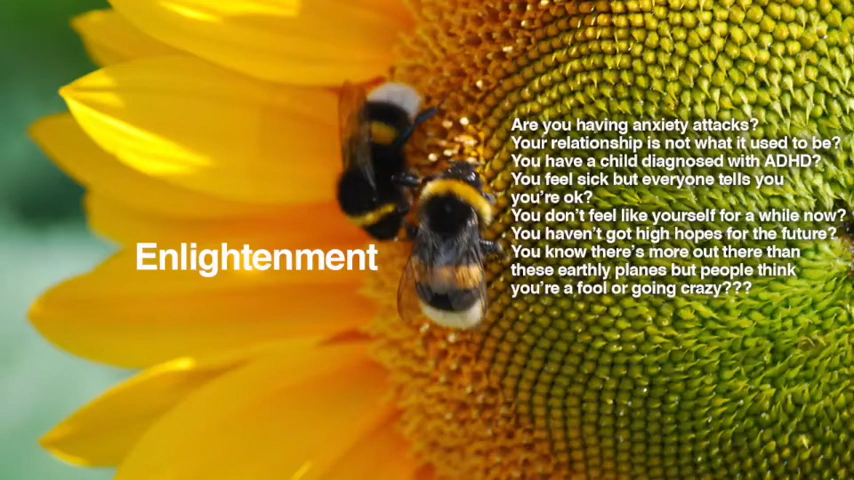 Enlightenment
Are you having anxiety attacks?
Your relationship is not what it used to be?
You have a child diagnosed with ADHD?
You feel sick but everyone tells you
you're ok?
You don't feel like yourself for a while now?
You haven't got high hopes for the future?
You know there's more out there than
these earthly planes but people think
you're a fool or going crazy???